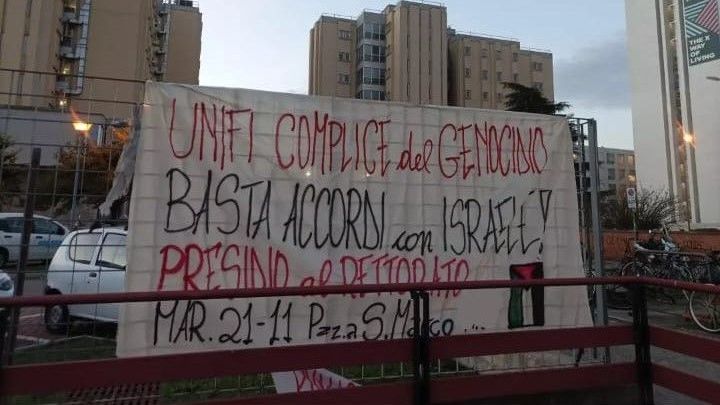 UNIFI COMPLICE del GENOCIDIO
BASTA ACCORDI con ISRAELE!
PRESIDIO al RETTORATO
MAR. 21-11 P.zz.a S. Marco ....
THE X
WAY OF
LIVING